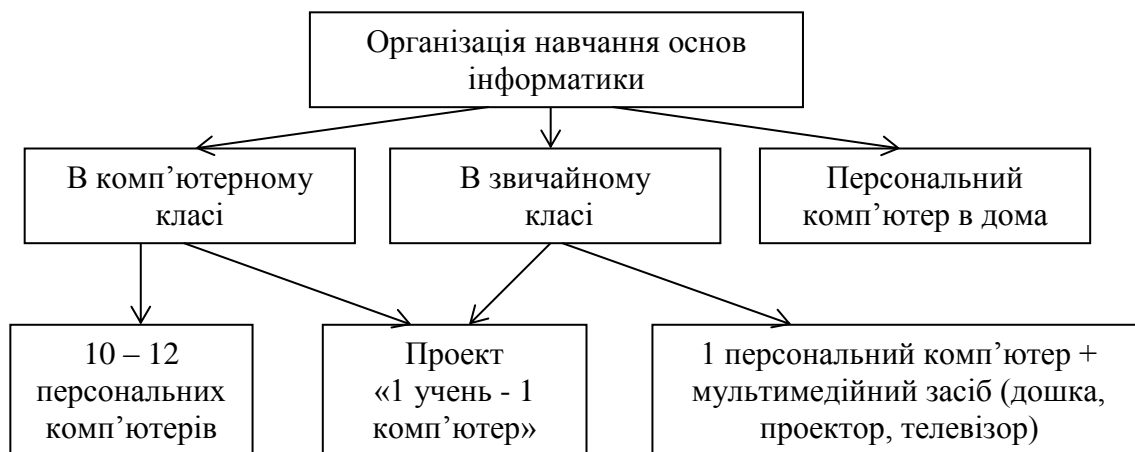 Організація навчання основ
інформатики
В комп’ютерному
класі
В звичайному
класі
Персональний
комп’ютер в дома
10 – 12
персональних
комп’ютерів
Проект
«1 учень - 1
комп’ютер»
1 персональний комп’ютер +
мультимедійний засіб (дошка,
проектор, телевізор)